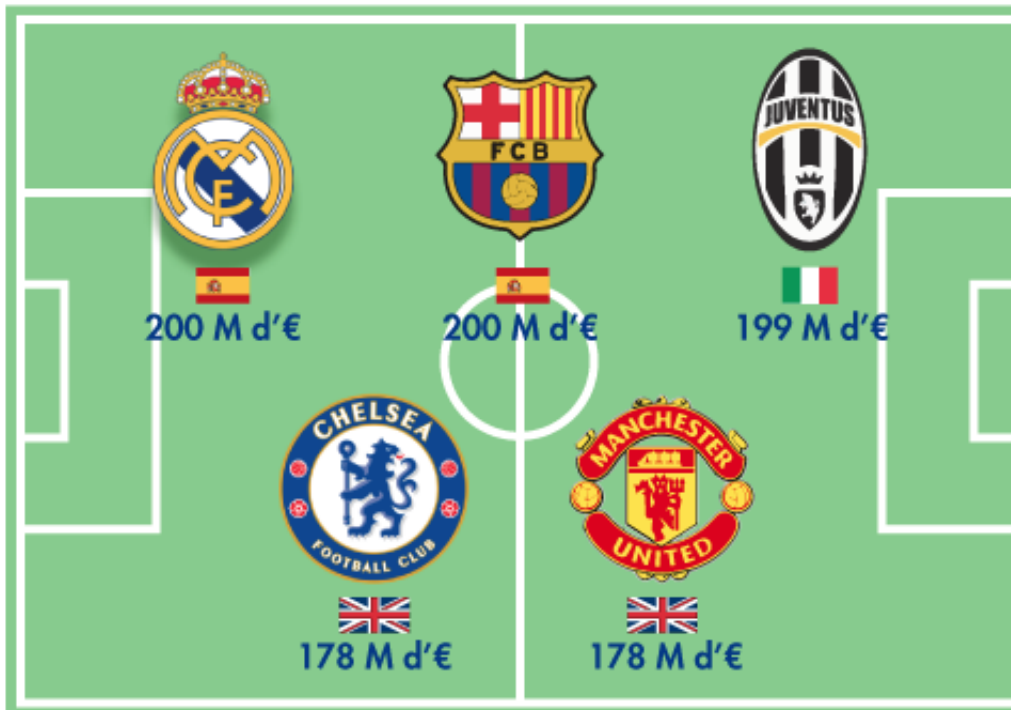 FCB
JUVENTUS
200 M d'€
200 M d'€
199 M d'€
CHELSEA
FOOTBALL CLUB
MANCHESTER
UNITED
178 M d'€
178 M d'€